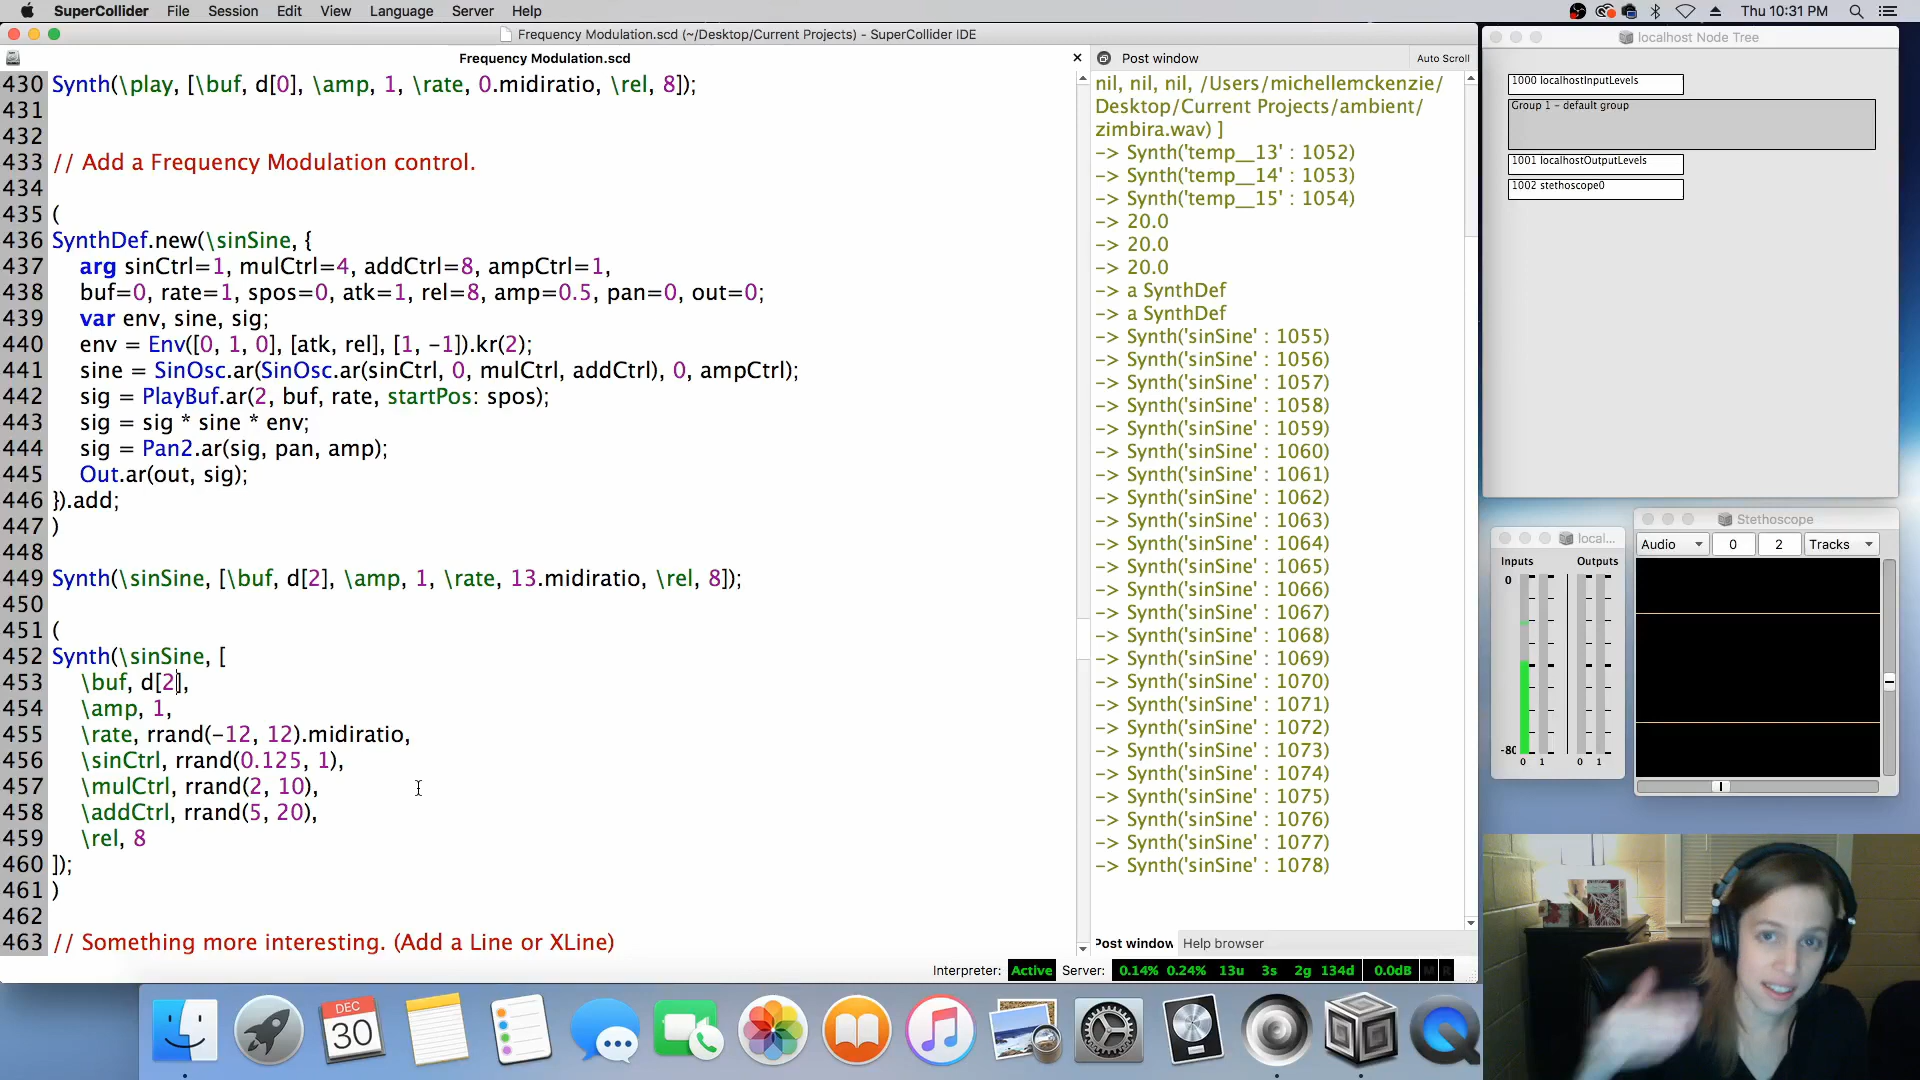 SuperCollider File Session Edit View Language Server Help
Thu 10:31 PM
Frequency Modulation.scd (~/Desktop/Current Projects) - SuperCollider IDE
Frequency Modulation.scd
430 Synth(\play, [\buf, d[0], \amp, 1, \rate, 0.midiratio, \rel, 8]);
431
432
433 // Add a Frequency Modulation control.
434
435 (
436 SynthDef.new(\sinSine, {
437 arg sinCtrl=1, mulCtrl=4, addCtrl=8, ampCtrl=1,
438 buf=0, rate=1, spos=0, atk=1, rel=8, amp=0.5, pan=0, out=0;
439 var env, sine, sig;
440 env = Env([0, 1, 0], [atk, rel], [1, -1]).kr(2);
441 sine = SinOsc.ar(SinOsc.ar(sinCtrl, 0, mulCtrl, addCtrl), 0, ampCtrl);
442 sig = PlayBuf.ar(2, buf, rate, startPos: spos);
443 sig = sig * sine * env;
444 sig = Pan2.ar(sig, pan, amp);
445 Out.ar(out, sig);
446 }).add;
447 )
448
449 Synth(\sinSine, [\buf, d[2], \amp, 1, \rate, 13.midiratio, \rel, 8]);
450
451 (
452 Synth(\sinSine, [
453 \buf, d[2],
454 \amp, 1,
455 \rate, rrand(-12, 12).midiratio,
456 \sinCtrl, rrand(0.125, 1),
457 \mulCtrl, rrand(2, 10),
458 \addCtrl, rrand(5, 20),
459 \rel, 8
460 ]);
461 )
462
463 // Something more interesting. (Add a Line or XLine)
Post window
Auto Scroll
nil, nil, nil, /Users/michellemckenzie/
Desktop/Current Projects/ambient/
zimbira.wav) ]
-> Synth('temp__13' : 1052)
-> Synth('temp__14' : 1053)
-> Synth('temp__15' : 1054)
-> 20.0
-> 20.0
-> 20.0
-> a SynthDef
-> a SynthDef
-> Synth('sinSine' : 1055)
-> Synth('sinSine' : 1056)
-> Synth('sinSine' : 1057)
-> Synth('sinSine' : 1058)
-> Synth('sinSine' : 1059)
-> Synth('sinSine' : 1060)
-> Synth('sinSine' : 1061)
-> Synth('sinSine' : 1062)
-> Synth('sinSine' : 1063)
-> Synth('sinSine' : 1064)
-> Synth('sinSine' : 1065)
-> Synth('sinSine' : 1066)
-> Synth('sinSine' : 1067)
-> Synth('sinSine' : 1068)
-> Synth('sinSine' : 1069)
-> Synth('sinSine' : 1070)
-> Synth('sinSine' : 1071)
-> Synth('sinSine' : 1072)
-> Synth('sinSine' : 1073)
-> Synth('sinSine' : 1074)
-> Synth('sinSine' : 1075)
-> Synth('sinSine' : 1076)
-> Synth('sinSine' : 1077)
-> Synth('sinSine' : 1078)
Post window Help browser
Interpreter: Active Server: 0.14% 0.24% 13u 3s 2g 134d 0.0dB M R
localhost Node Tree
1000 localhostInputLevels
Group 1 - default group
1001 localhostOutputLevels
1002 stethoscope0
local...
Inputs Outputs
0
-80
0 1 0 1
Stethoscope
Audio 0 2 Tracks
DEC
30